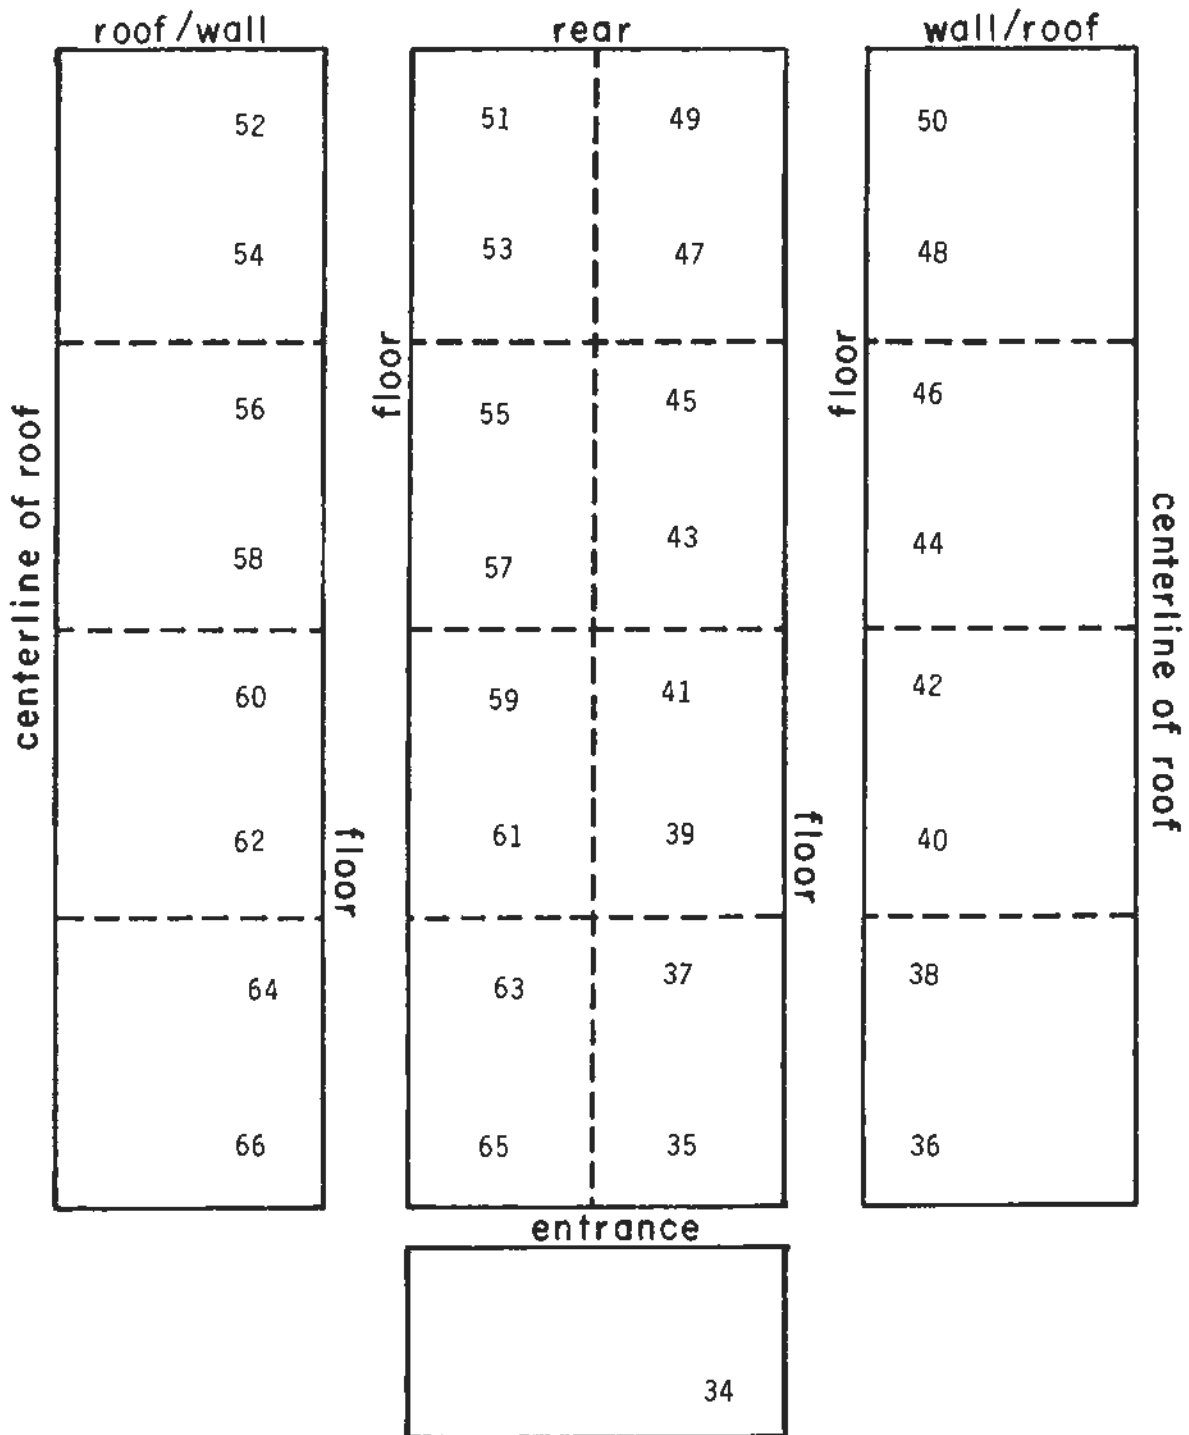 roof/wall rear wall/roof
52 51 49 50
54 53 47 48
floor floor
56 55 45 46
centerline of roof centerline of roof
58 57 43 44
60 59 41 42
62 61 39 40
floor floor
64 63 37 38
66 65 35 36
entrance
34